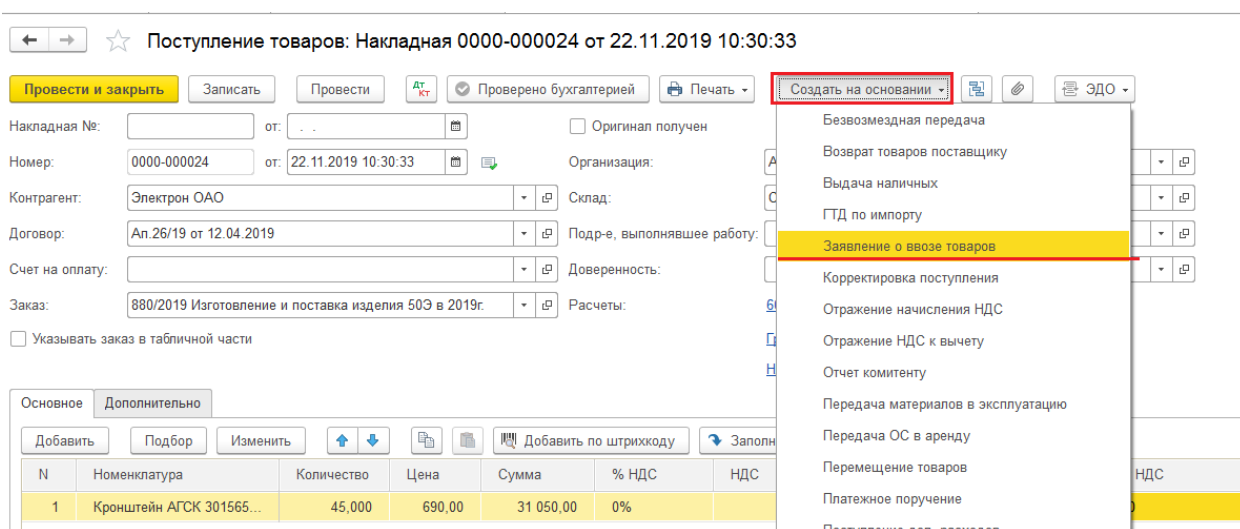 Поступление товаров: Накладная 0000-000024 от 22.11.2019 10:30:33
Провести и закрыть Записать Провести Дт Кт Проверено бухгалтерией Печать Создать на основании ЭДО
Накладная №: от: . . Оригинал получен
Безвозмездная передача
Номер: 0000-000024 от: 22.11.2019 10:30:33 Организация:
Возврат товаров поставщику
Выдача наличных
Контрагент: Электрон ОАО Склад:
ГТД по импорту
Договор: Ап.26/19 от 12.04.2019 Подр-е, выполнявшее работу:
Заявление о ввозе товаров
Счет на оплату: Доверенность:
Корректировка поступления
Заказ: 880/2019 Изготовление и поставка изделия 50Э в 2019г. Расчеты:
Отражение начисления НДС
Указывать заказ в табличной части
Отражение НДС к вычету
Отчет комитенту
Основное Дополнительно
Передача материалов в эксплуатацию
Добавить Подбор Изменить Добавить по штрихкоду Заполн
Передача ОС в аренду
Перемещение товаров
N Номенклатура Количество Цена Сумма % НДС НДС НДС
Платежное поручение
1 Кронштейн АГСК 301565... 45,000 690,00 31 050,00 0%